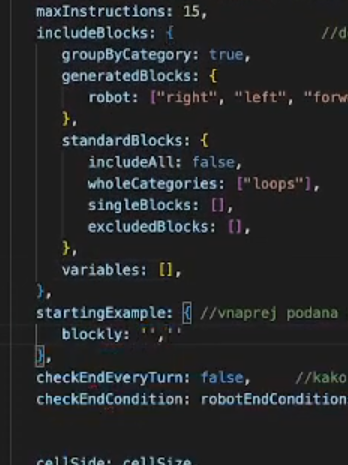 maxInstructions: 15,
includeBlocks: { //d
groupByCategory: true,
generatedBlocks: {
robot: ["right", "left", "forw
},
standardBlocks: {
includeAll: false,
wholeCategories: ["loops"],
singleBlocks: [],
excludedBlocks: [],
},
variables: [],
},
startingExample: { //vnaprej podana
blockly: '',''
},
checkEndEveryTurn: false, //kako
checkEndCondition: robotEndCondition
cellSide: cellSize